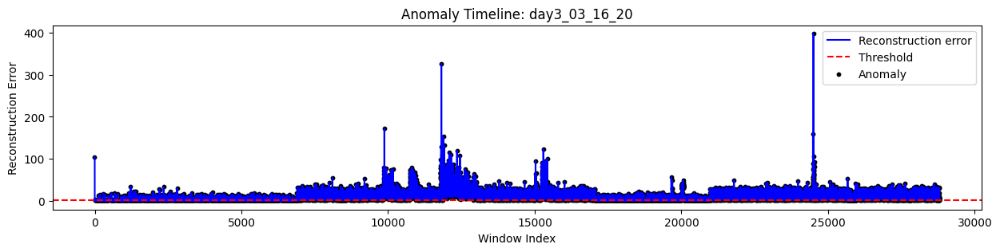 Anomaly Timeline: day3_03_16_20
400
300
200
100
0
Reconstruction Error
Reconstruction error
Threshold
Anomaly
0 5000 10000 15000 20000 25000 30000
Window Index